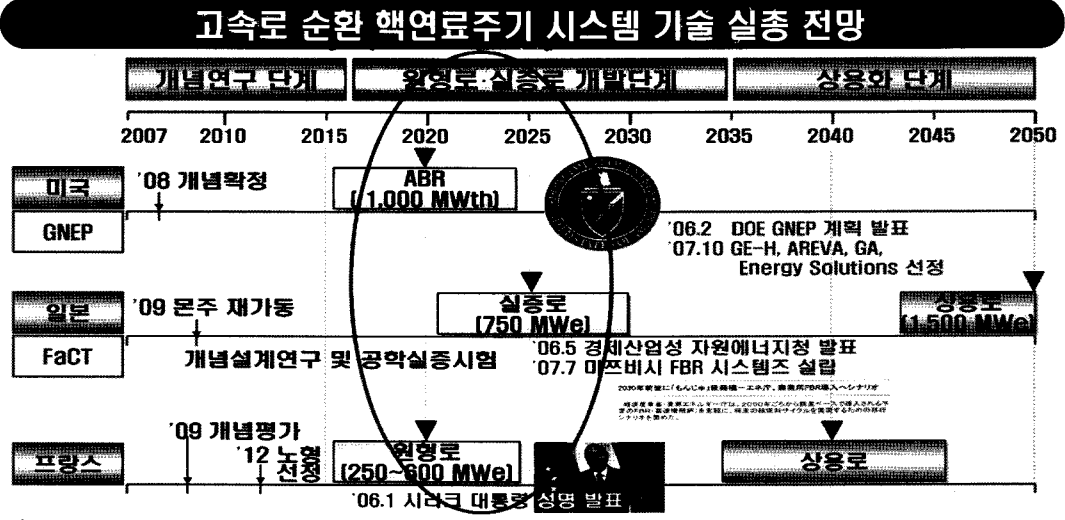 고속로 순환 핵연료주기 시스템 기술 실증 전망
개념연구 단계
원형로·실증로 개발단계
상용화 단계
2007 2010 2015 2020 2025 2030 2035 2040 2045 2050
미국
GNEP
'08 개념확정
ABR
(1,000 MWth)
'06.2 DOE GNEP 계획 발표
'07.10 GE-H, AREVA, GA,
Energy Solutions 선정
일본
FaCT
'09 몬주 재가동
실증로
(750 MWe)
상용로
(1,500 MWe)
개념설계연구 및 공학실증시험
'06.5 경제산업성 자원에너지청 발표
'07.7 미쯔비시 FBR 시스템즈 설립
프랑스
'09 개념평가
'12 노형
선정
원형로
(250~600 MWe)
상용로
'06.1 시라크 대통령 성명 발표